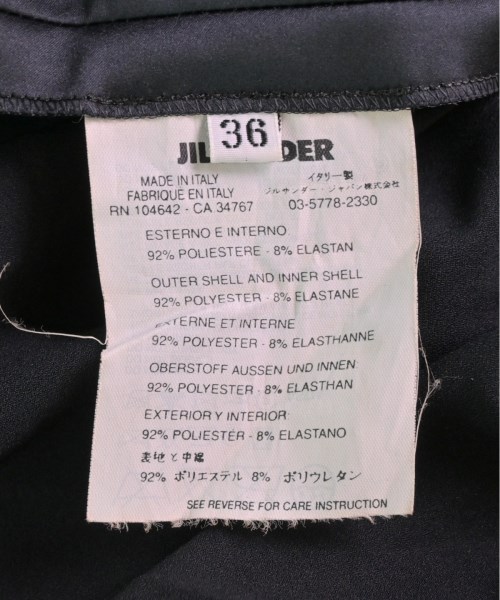 36
JIL DER
MADE IN ITALY
FABRIQUE EN ITALY
RN 104642 - CA 34767
イタリー製
ジルサンダー・ジャパン株式会社
03-5778-2330
ESTERNO E INTERNO:
92% POLIESTERE - 8% ELASTAN
OUTER SHELL AND INNER SHELL
92% POLYESTER - 8% ELASTANE
EXTERNE ET INTERNE
92% POLYESTER - 8% ELASTHANNE
OBERSTOFF AUSSEN UND INNEN:
92% POLYESTER - 8% ELASTHAN
EXTERIOR Y INTERIOR:
92% POLIESTER - 8% ELASTANO
表地と中端
92% ポリエステル 8% ポリウレタン
SEE REVERSE FOR CARE INSTRUCTION